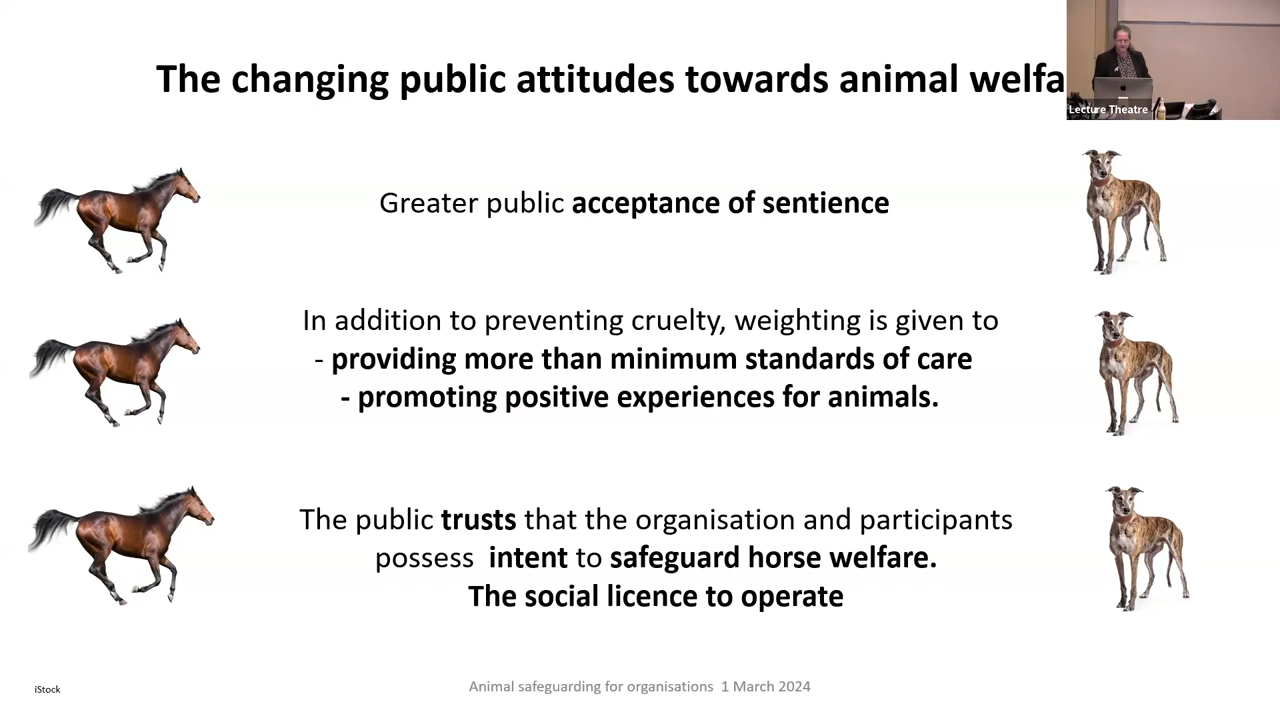 The changing public attitudes towards animal welfa
Lecture Theatre
Greater public acceptance of sentience
In addition to preventing cruelty, weighting is given to
- providing more than minimum standards of care
- promoting positive experiences for animals.
The public trusts that the organisation and participants
possess intent to safeguard horse welfare.
The social licence to operate
iStock
Animal safeguarding for organisations 1 March 2024